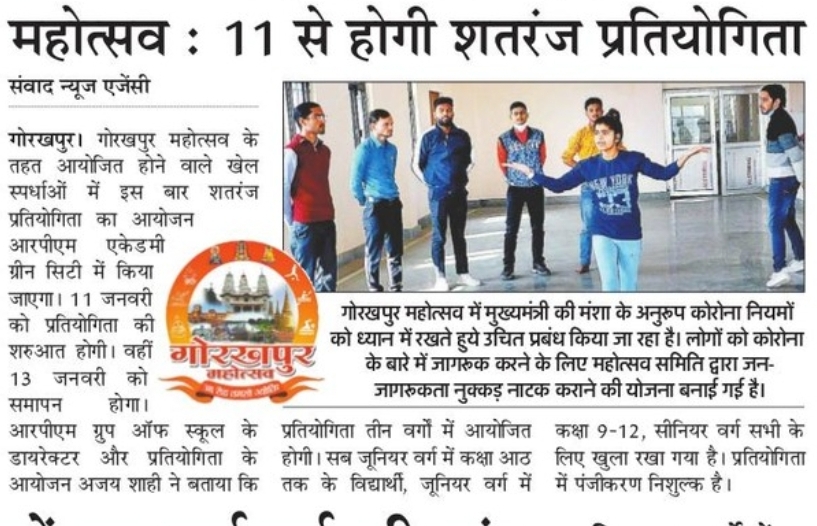 महोत्सव : 11 से होगी शतरंज प्रतियोगिता
संवाद न्यूज एजेंसी
गोरखपुर। गोरखपुर महोत्सव के
तहत आयोजित होने वाले खेल
स्पर्धाओं में इस बार शतरंज
प्रतियोगिता का आयोजन
आरपीएम एकेडमी
ग्रीन सिटी में किया
जाएगा। 11 जनवरी
को प्रतियोगिता की
शुरुआत होगी। वहीं
13 जनवरी को
समापन होगा।
आरपीएम ग्रुप ऑफ स्कूल के
डायरेक्टर और प्रतियोगिता के
आयोजन अजय शाही ने बताया कि
गोरखपुर
महोत्सव
NEW YORK
गोरखपुर महोत्सव में मुख्यमंत्री की मंशा के अनुरूप कोरोना नियमों
को ध्यान में रखते हुये उचित प्रबंध किया जा रहा है। लोगों को कोरोना
के बारे में जागरूक करने के लिए महोत्सव समिति द्वारा जन-
जागरूकता नुक्कड़ नाटक कराने की योजना बनाई गई है।
प्रतियोगिता तीन वर्गों में आयोजित
होगी। सब जूनियर वर्ग में कक्षा आठ
तक के विद्यार्थी, जूनियर वर्ग में
कक्षा 9-12, सीनियर वर्ग सभी के
लिए खुला रखा गया है। प्रतियोगिता
में पंजीकरण निशुल्क है।